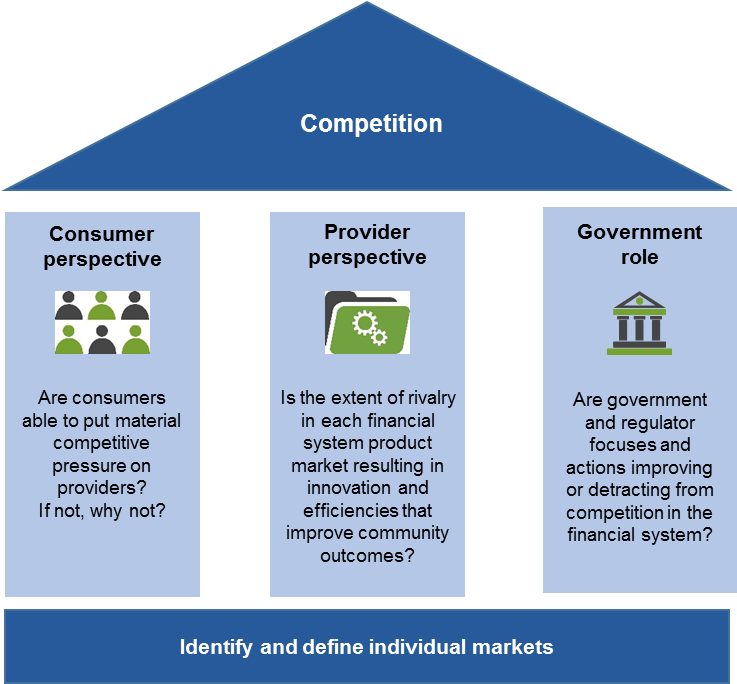 Competition
Consumer
perspective
Are consumers
able to put material
competitive
pressure on
providers?
If not, why not?
Provider
perspective
Is the extent of rivalry
in each financial
system product
market resulting in
innovation and
efficiencies that
improve community
outcomes?
Government
role
Are government
and regulator
focuses and
actions improving
or detracting from
competition in the
financial system?
Identify and define individual markets